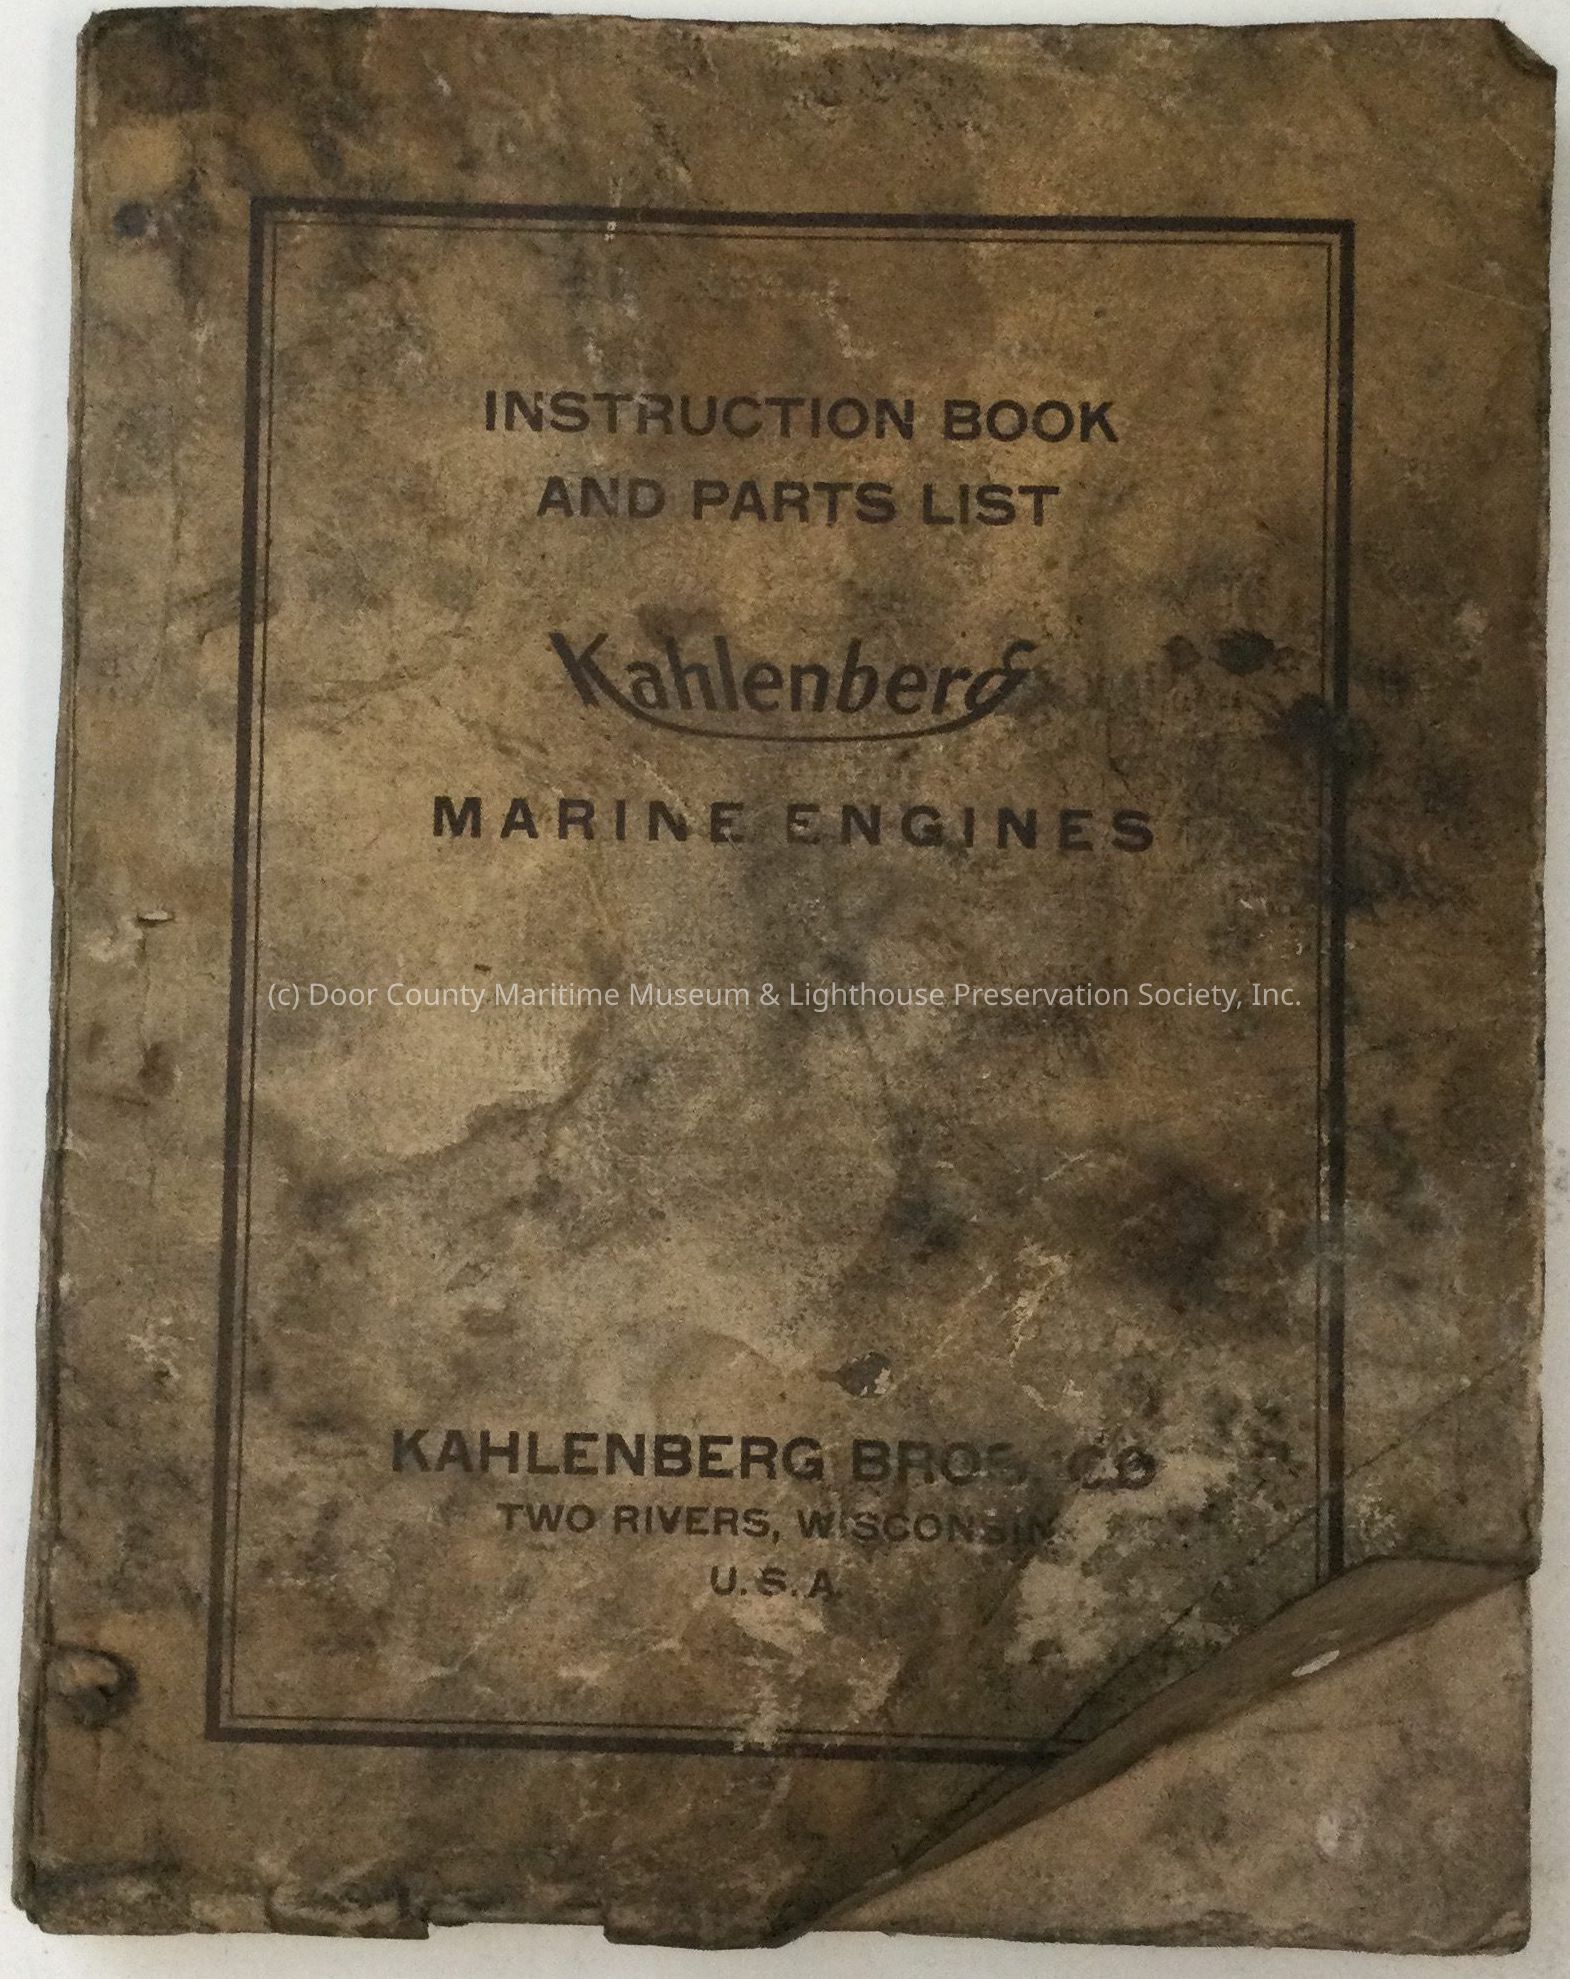 INSTRUCTION BOOK
AND PARTS LIST
Kahlenberg
MARINE ENGINES
(c) Door County Maritime Museum & Lighthouse Preservation Society, Inc.
KAHLENBERG BROS. CO
TWO RIVERS, WISCONSIN
U.S.A.